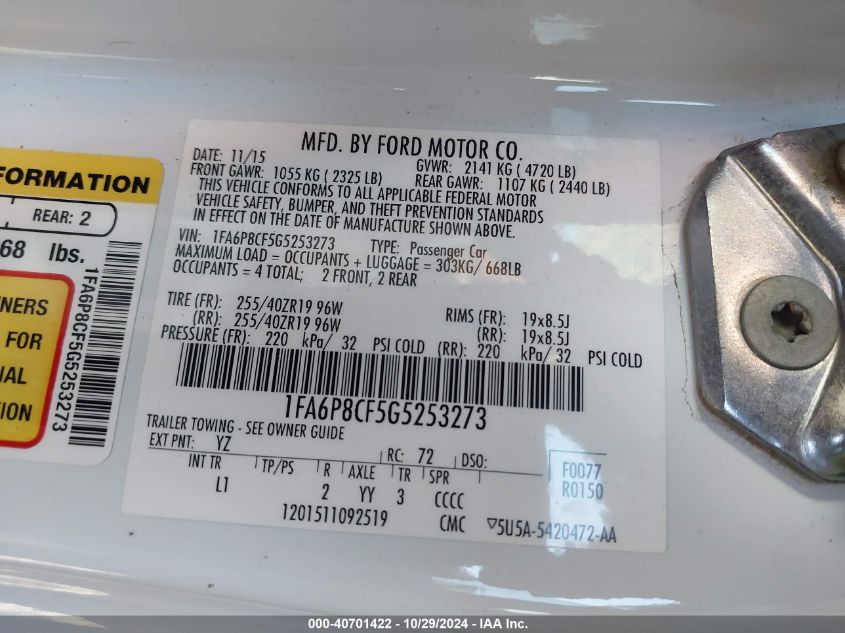 MFD. BY FORD MOTOR CO.
DATE: 11/15 GVWR: 2141 KG (4720 LB)
FRONT GAWR: 1055 KG (2325 LB) REAR GAWR: 1107 KG (2440 LB)
THIS VEHICLE CONFORMS TO ALL APPLICABLE FEDERAL MOTOR
VEHICLE SAFETY, BUMPER, AND THEFT PREVENTION STANDARDS
IN EFFECT ON THE DATE OF MANUFACTURE SHOWN ABOVE.
VIN: 1FA6P8CF5G5253273 TYPE: Passenger Car
MAXIMUM LOAD = OCCUPANTS + LUGGAGE = 303KG/ 668LB
OCCUPANTS = 4 TOTAL; 2 FRONT, 2 REAR
TIRE (FR): 255/40ZR19 96W RIMS (FR): 19x8.5J
(RR): 255/40ZR19 96W (RR): 19x8.5J
PRESSURE (FR): 220 kPa/ 32 PSI COLD (RR): 220 kPa/ 32 PSI COLD
1FA6P8CF5G5253273
TRAILER TOWING - SEE OWNER GUIDE
EXT PNT: YZ RC: 72 DSO:
INT TR TP/PS R AXLE TR SPR
L1 2 YY 3 CCCC
F0077
R0150
1201511092519 CMC ▽5U5A-5420472-AA
FORMATION
REAR: 2
68 lbs.
NERS
FOR
IAL
TION
1FA6P8CF5G5253273
000-40701422 - 10/29/2024 - IAA Inc.